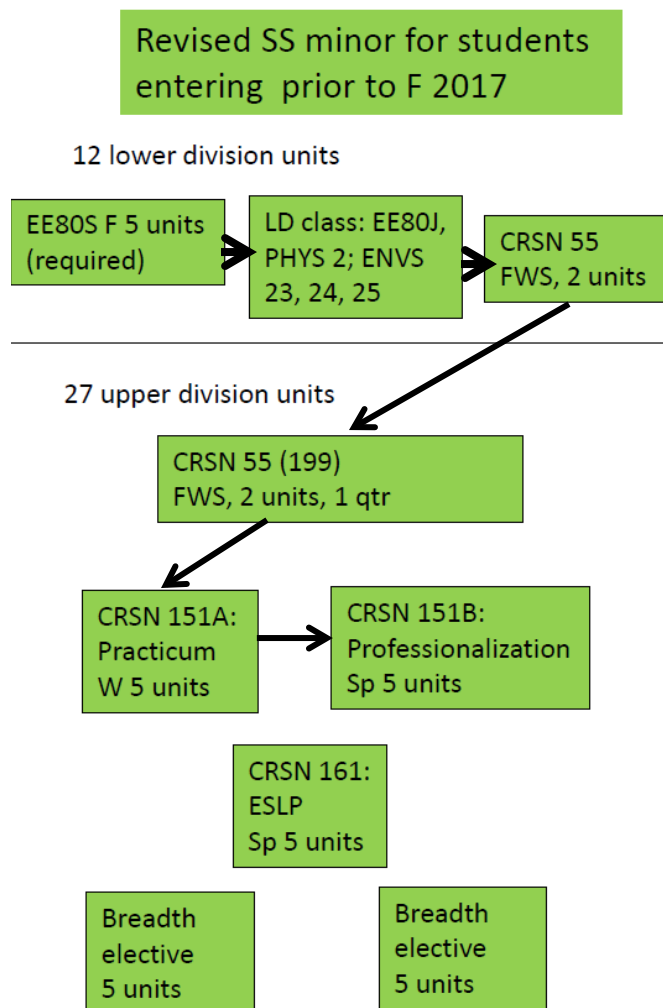 Revised SS minor for students
entering prior to F 2017
12 lower division units
EE80S F 5 units
(required)
LD class: EE80J,
PHYS 2; ENVS
23, 24, 25
CRSN 55
FWS, 2 units
27 upper division units
CRSN 55 (199)
FWS, 2 units, 1 qtr
CRSN 151A:
Practicum
W 5 units
CRSN 151B:
Professionalization
Sp 5 units
CRSN 161:
ESLP
Sp 5 units
Breadth
elective
5 units
Breadth
elective
5 units